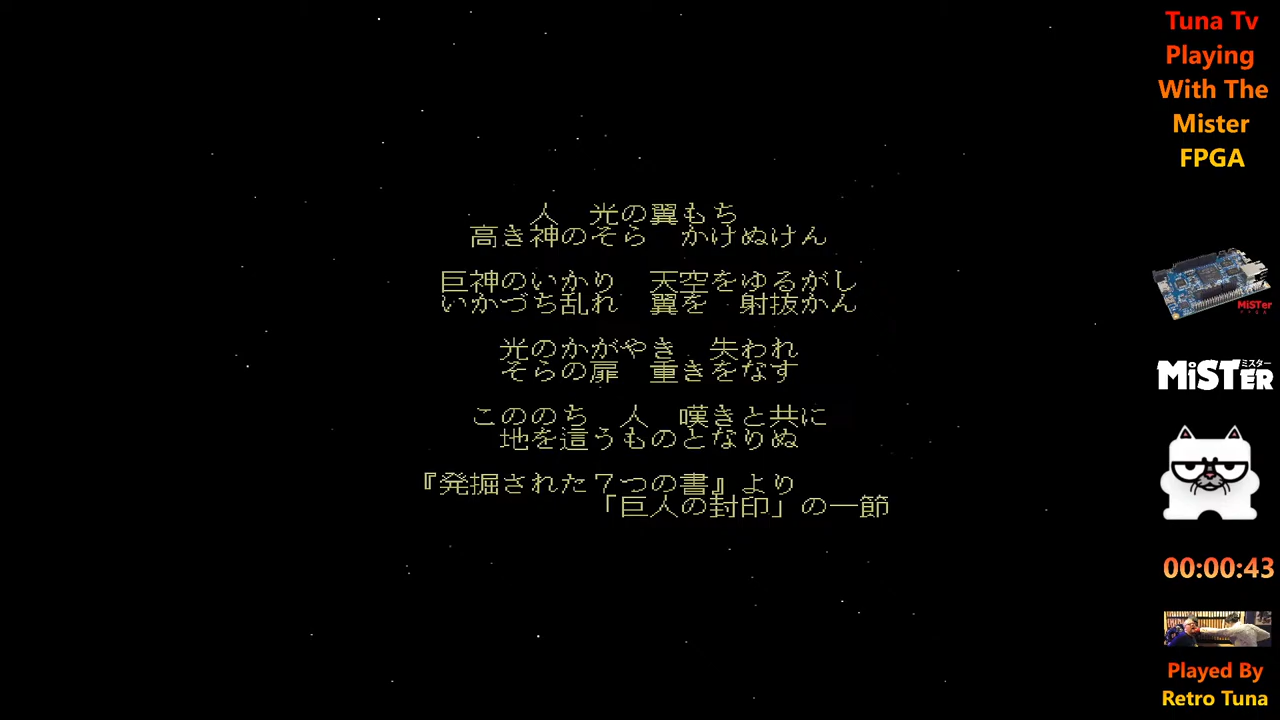 人　光の翼もち
高き神のそら　かけぬけん
巨神のいかり　天空をゆるがし
いかづち乱れ　翼を　射抜かん
光のかがやき　失われ
そらの扉　重きをなす
こののち　人　嘆きと共に
地を這うものとなりぬ
『発掘された７つの書』より
「巨人の封印」の一節
Tuna Tv
Playing
With The
Mister
FPGA
MiSTer
FPGA
MiSTER
ミスター
00:00:43
Played By
Retro Tuna